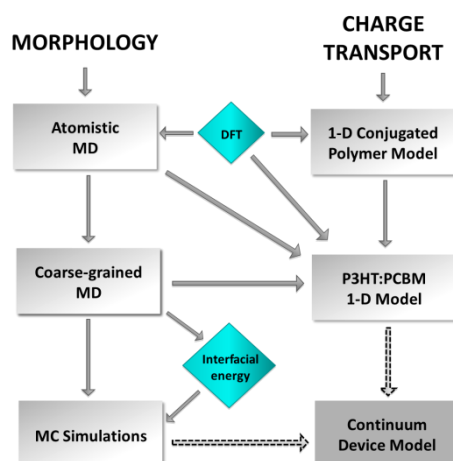 MORPHOLOGY
CHARGE
TRANSPORT
Atomistic
MD
DFT
1-D Conjugated
Polymer Model
Coarse-grained
MD
P3HT:PCBM
1-D Model
Interfacial
energy
MC Simulations
Continuum
Device Model